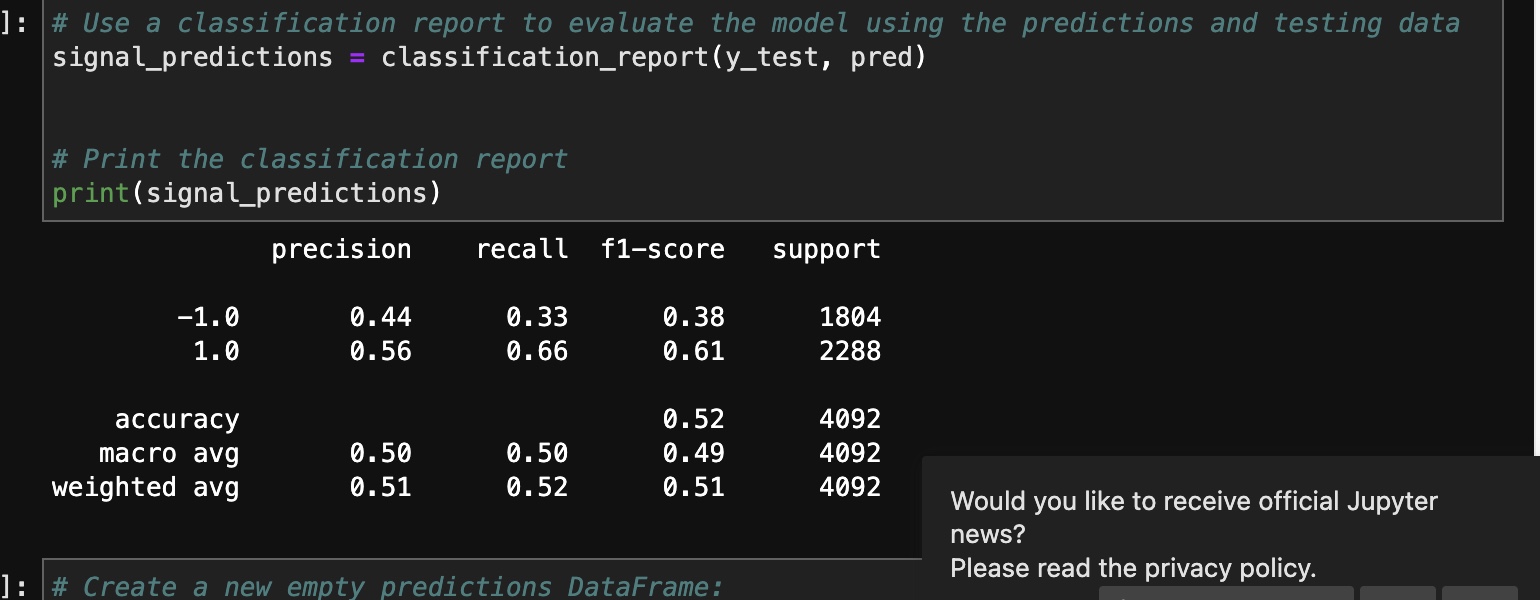 ]: # Use a classification report to evaluate the model using the predictions and testing data
signal_predictions = classification_report(y_test, pred)
# Print the classification report
print(signal_predictions)
precision recall f1-score support
-1.0 0.44 0.33 0.38 1804
1.0 0.56 0.66 0.61 2288
accuracy 0.52 4092
macro avg 0.50 0.50 0.49 4092
weighted avg 0.51 0.52 0.51 4092
Would you like to receive official Jupyter
news?
Please read the privacy policy.
]: # Create a new empty predictions DataFrame: